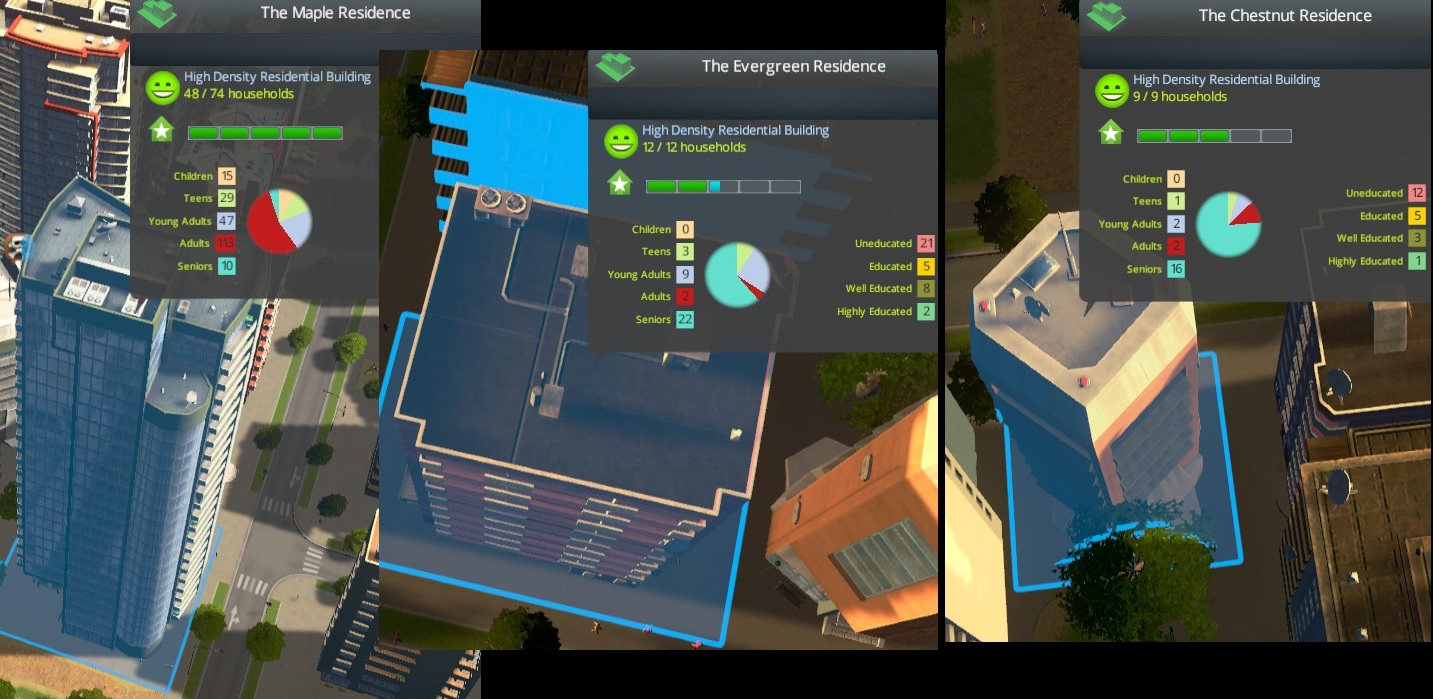 The Maple Residence
High Density Residential Building
48 / 74 households
Children 15
Teens 29
Young Adults 47
Adults 113
Seniors 10
The Evergreen Residence
High Density Residential Building
12 / 12 households
Children 0
Teens 3
Young Adults 9
Adults 2
Seniors 22
Uneducated 21
Educated 5
Well Educated 8
Highly Educated 2
The Chestnut Residence
High Density Residential Building
9 / 9 households
Children 0
Teens 1
Young Adults 2
Adults 2
Seniors 16
Uneducated 12
Educated 5
Well Educated 3
Highly Educated 1